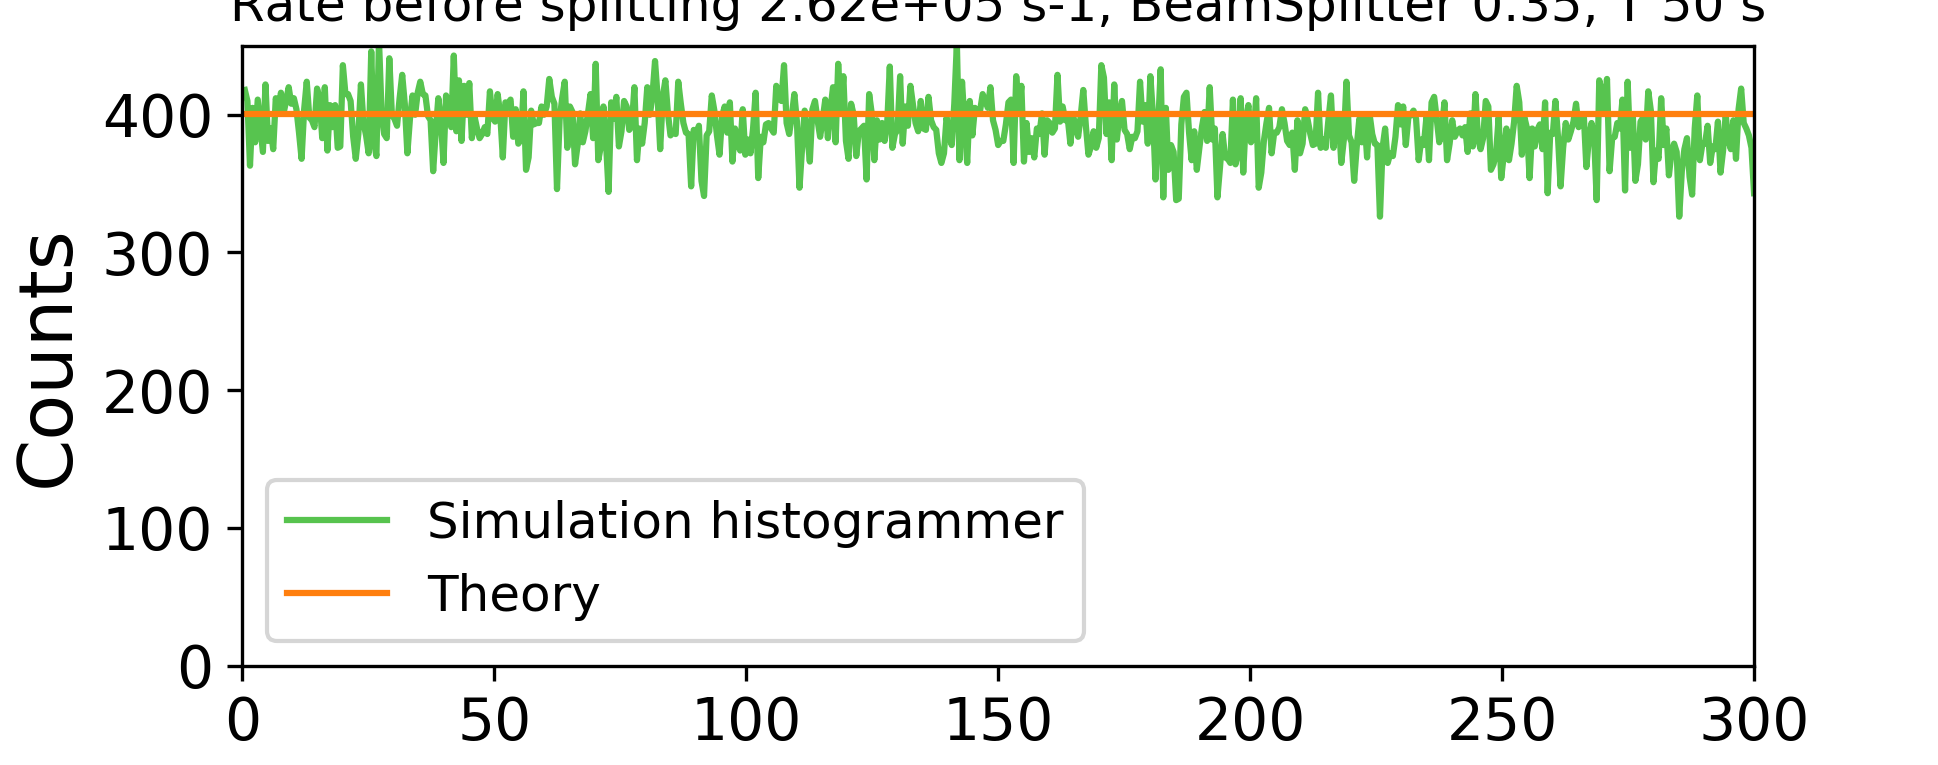 Rate before splitting 2.62e+05 s-1, BeamSplitter 0.35, T 50 s
400
300
200
100
0
Counts
Simulation histogrammer
Theory
0 50 100 150 200 250 300